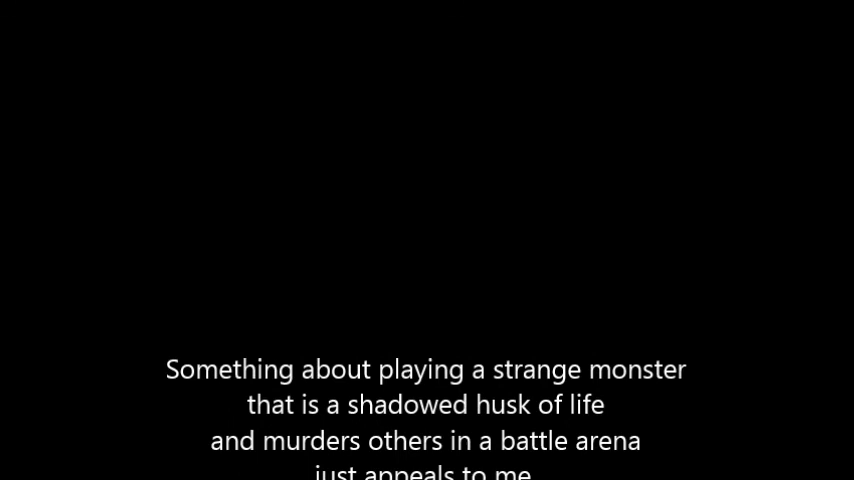 Something about playing a strange monster
that is a shadowed husk of life
and murders others in a battle arena
just appeals to me